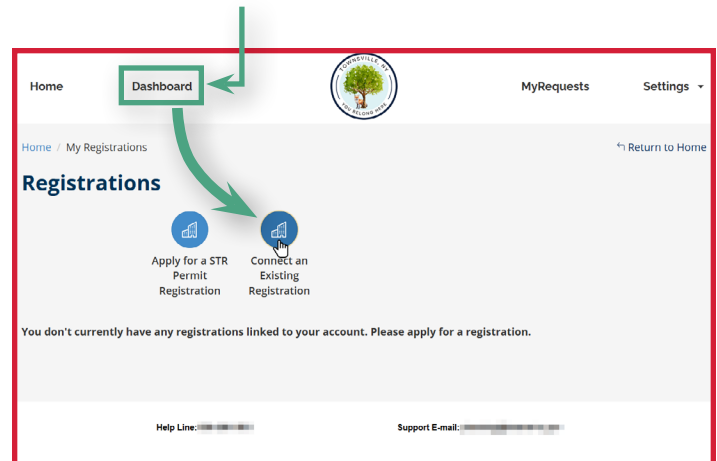 TOWNSVILLE, NY
YOU BELONG HERE
Home Dashboard MyRequests Settings
Home / My Registrations Return to Home
Registrations
Apply for a STR
Permit
Registration
Connect an
Existing
Registration
You don't currently have any registrations linked to your account. Please apply for a registration.
Help Line: Support E-mail: